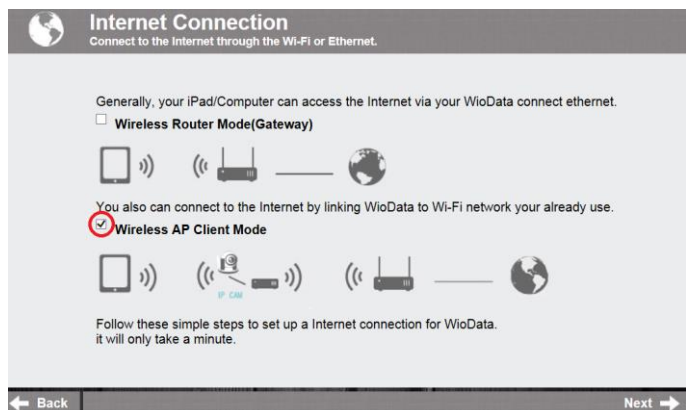 Internet Connection
Connect to the Internet through the Wi-Fi or Ethernet.
Generally, your iPad/Computer can access the Internet via your WioData connect ethernet.
Wireless Router Mode(Gateway)
You also can connect to the Internet by linking WioData to Wi-Fi network your already use.
Wireless AP Client Mode
IP CAM
Follow these simple steps to set up a Internet connection for WioData.
it will only take a minute.
Back
Next